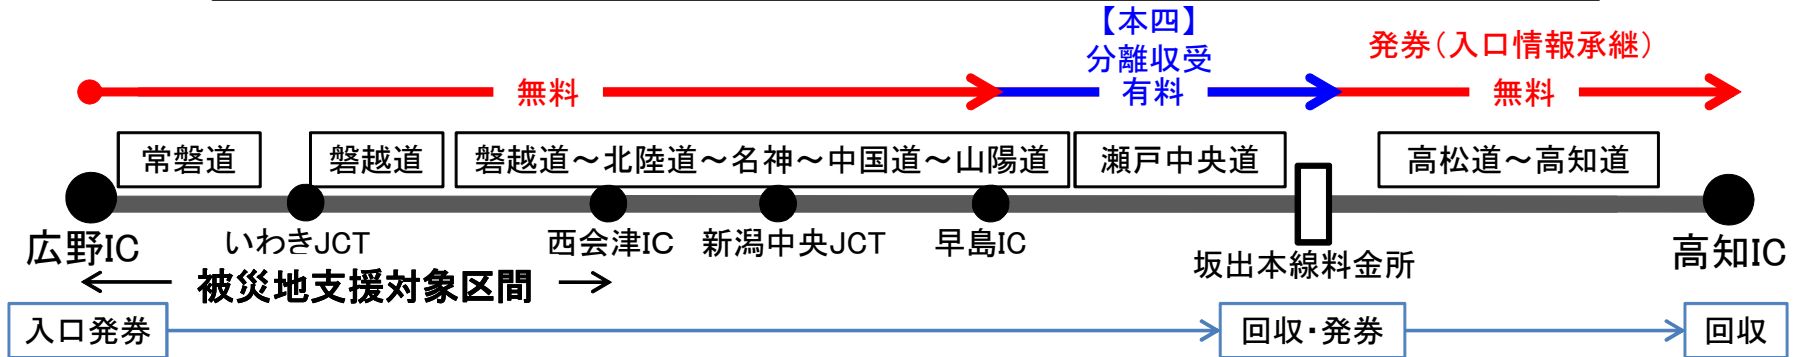 【本四】
分離収受
有料
発券(入口情報承継)
無料
無料
常磐道
磐越道
磐越道～北陸道～名神～中国道～山陽道
瀬戸中央道
高松道～高知道
広野IC
いわきJCT
西会津IC
新潟中央JCT
早島IC
坂出本線料金所
高知IC
被災地支援対象区間
入口発券
回収・発券
回収